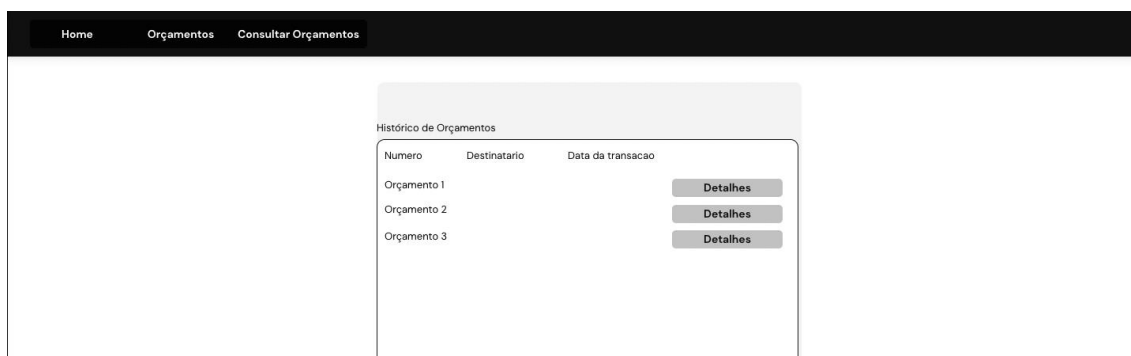 Home Orçamentos Consultar Orçamentos
Histórico de Orçamentos
Numero Destinatario Data da transacao
Orçamento 1 Detalhes
Orçamento 2 Detalhes
Orçamento 3 Detalhes